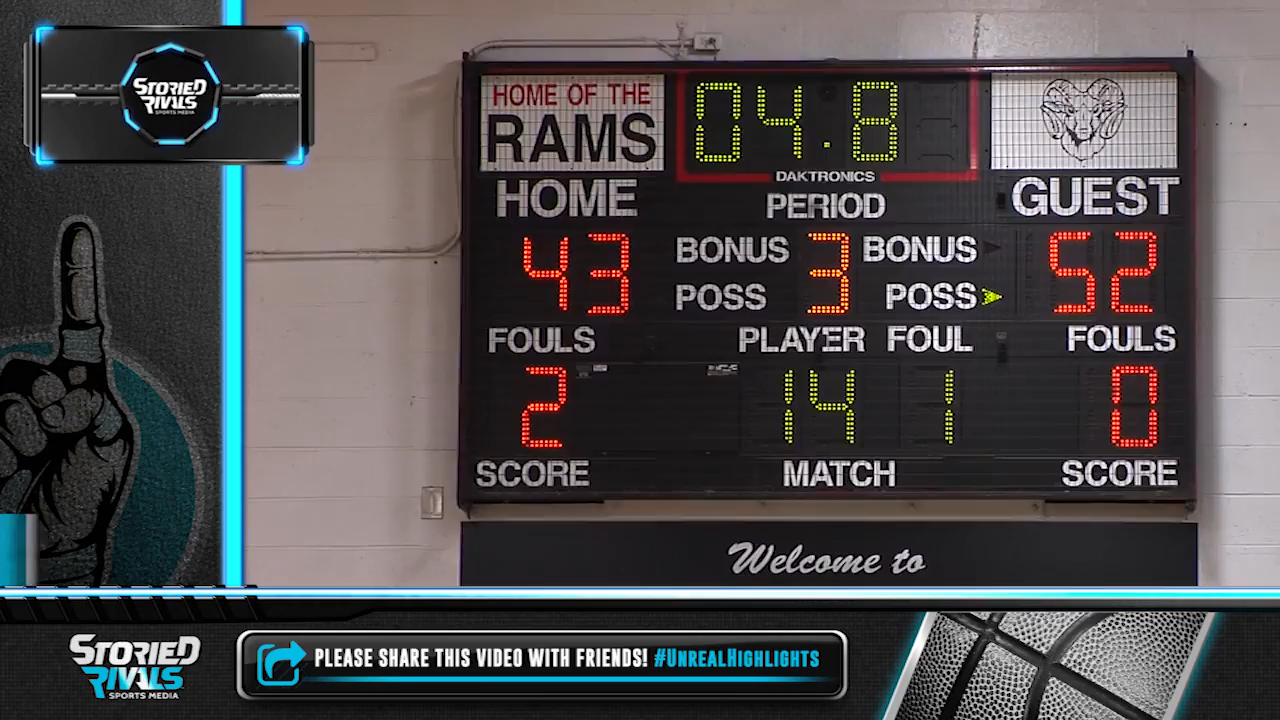 STORIED
RIVALS
SPORTS MEDIA
HOME OF THE
RAMS
04.8
DAKTRONICS
HOME
PERIOD
GUEST
43
BONUS
3
BONUS
52
POSS
POSS
FOULS
PLAYER FOUL
FOULS
2
14
1
0
SCORE
MATCH
SCORE
Welcome to
STORIED
RIVALS
SPORTS MEDIA
PLEASE SHARE THIS VIDEO WITH FRIENDS! #UNREALHIGHLIGHTS